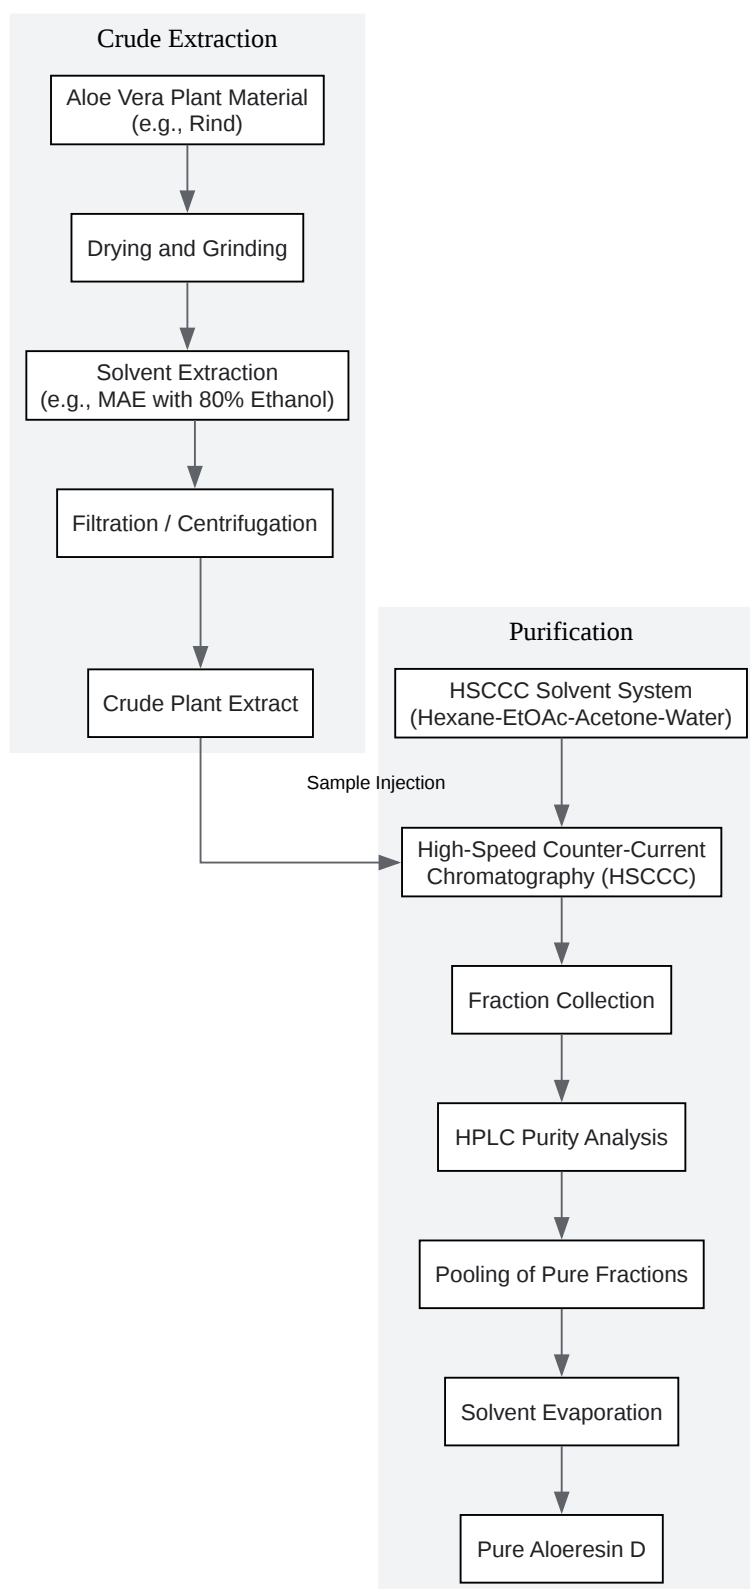 Crude Extraction
Aloe Vera Plant Material
(e.g., Rind)
Drying and Grinding
Solvent Extraction
(e.g., MAE with 80% Ethanol)
Filtration / Centrifugation
Crude Plant Extract
Sample Injection
Purification
HSCCC Solvent System
(Hexane-EtOAc-Acetone-Water)
High-Speed Counter-Current
Chromatography (HSCCC)
Fraction Collection
HPLC Purity Analysis
Pooling of Pure Fractions
Solvent Evaporation
Pure Aloeresin D